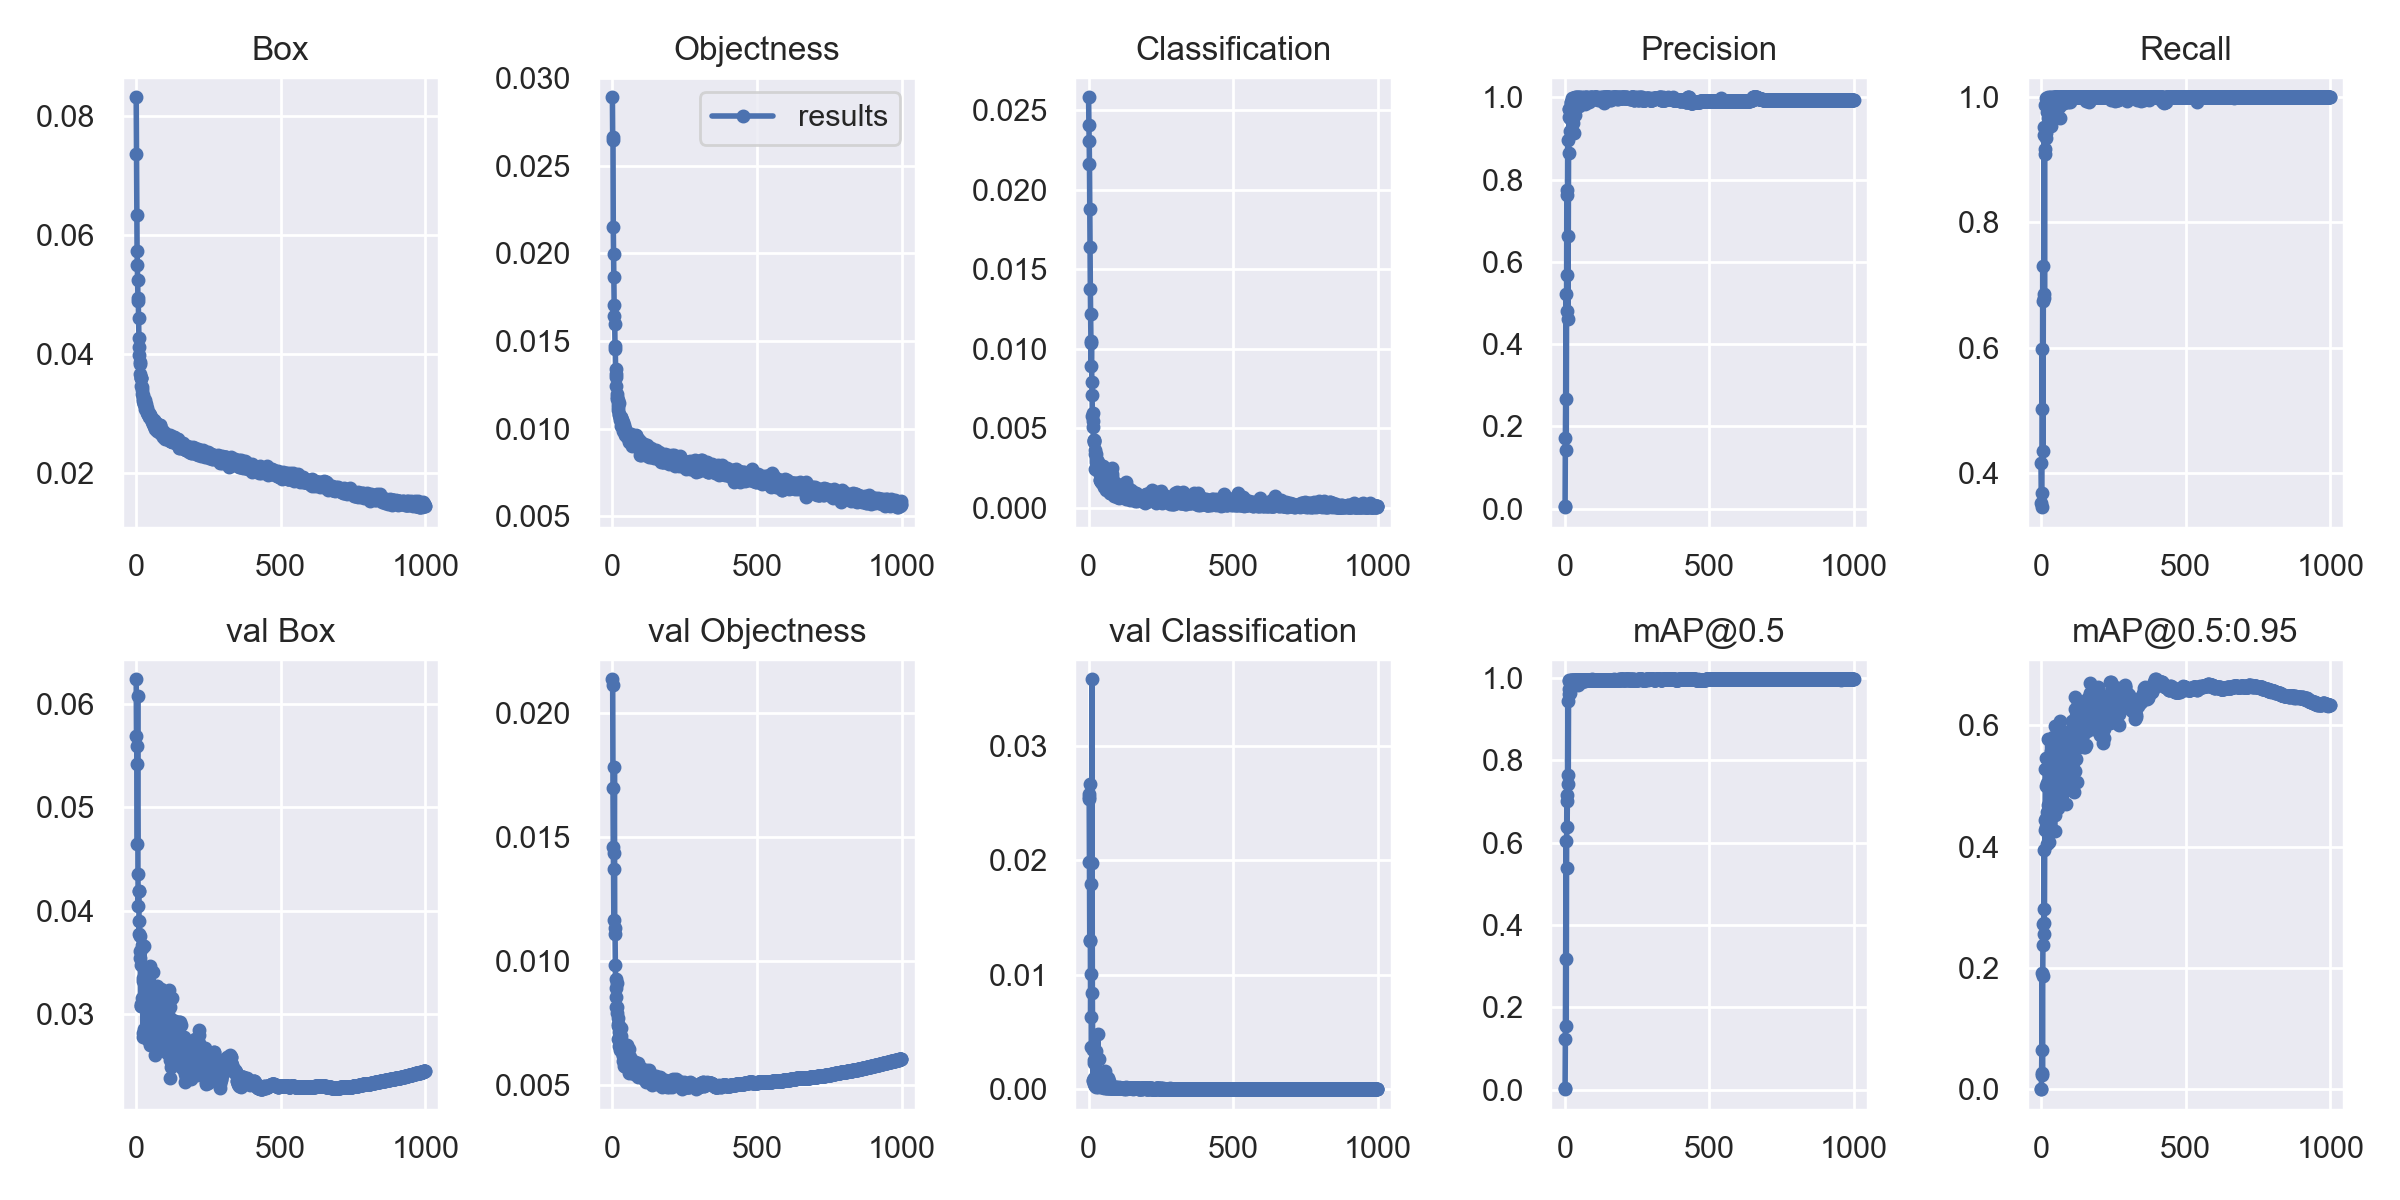 Box
Objectness
Classification
Precision
Recall
0.08
0.06
0.04
0.02
0 500 1000
0.030
0.025
0.020
0.015
0.010
0.005
0 500 1000
results
0.025
0.020
0.015
0.010
0.005
0.000
0 500 1000
1.0
0.8
0.6
0.4
0.2
0.0
0 500 1000
1.0
0.8
0.6
0.4
0 500 1000
val Box
val Objectness
val Classification
mAP@0.5
mAP@0.5:0.95
0.06
0.05
0.04
0.03
0 500 1000
0.020
0.015
0.010
0.005
0 500 1000
0.03
0.02
0.01
0.00
0 500 1000
1.0
0.8
0.6
0.4
0.2
0.0
0 500 1000
0.6
0.4
0.2
0.0
0 500 1000